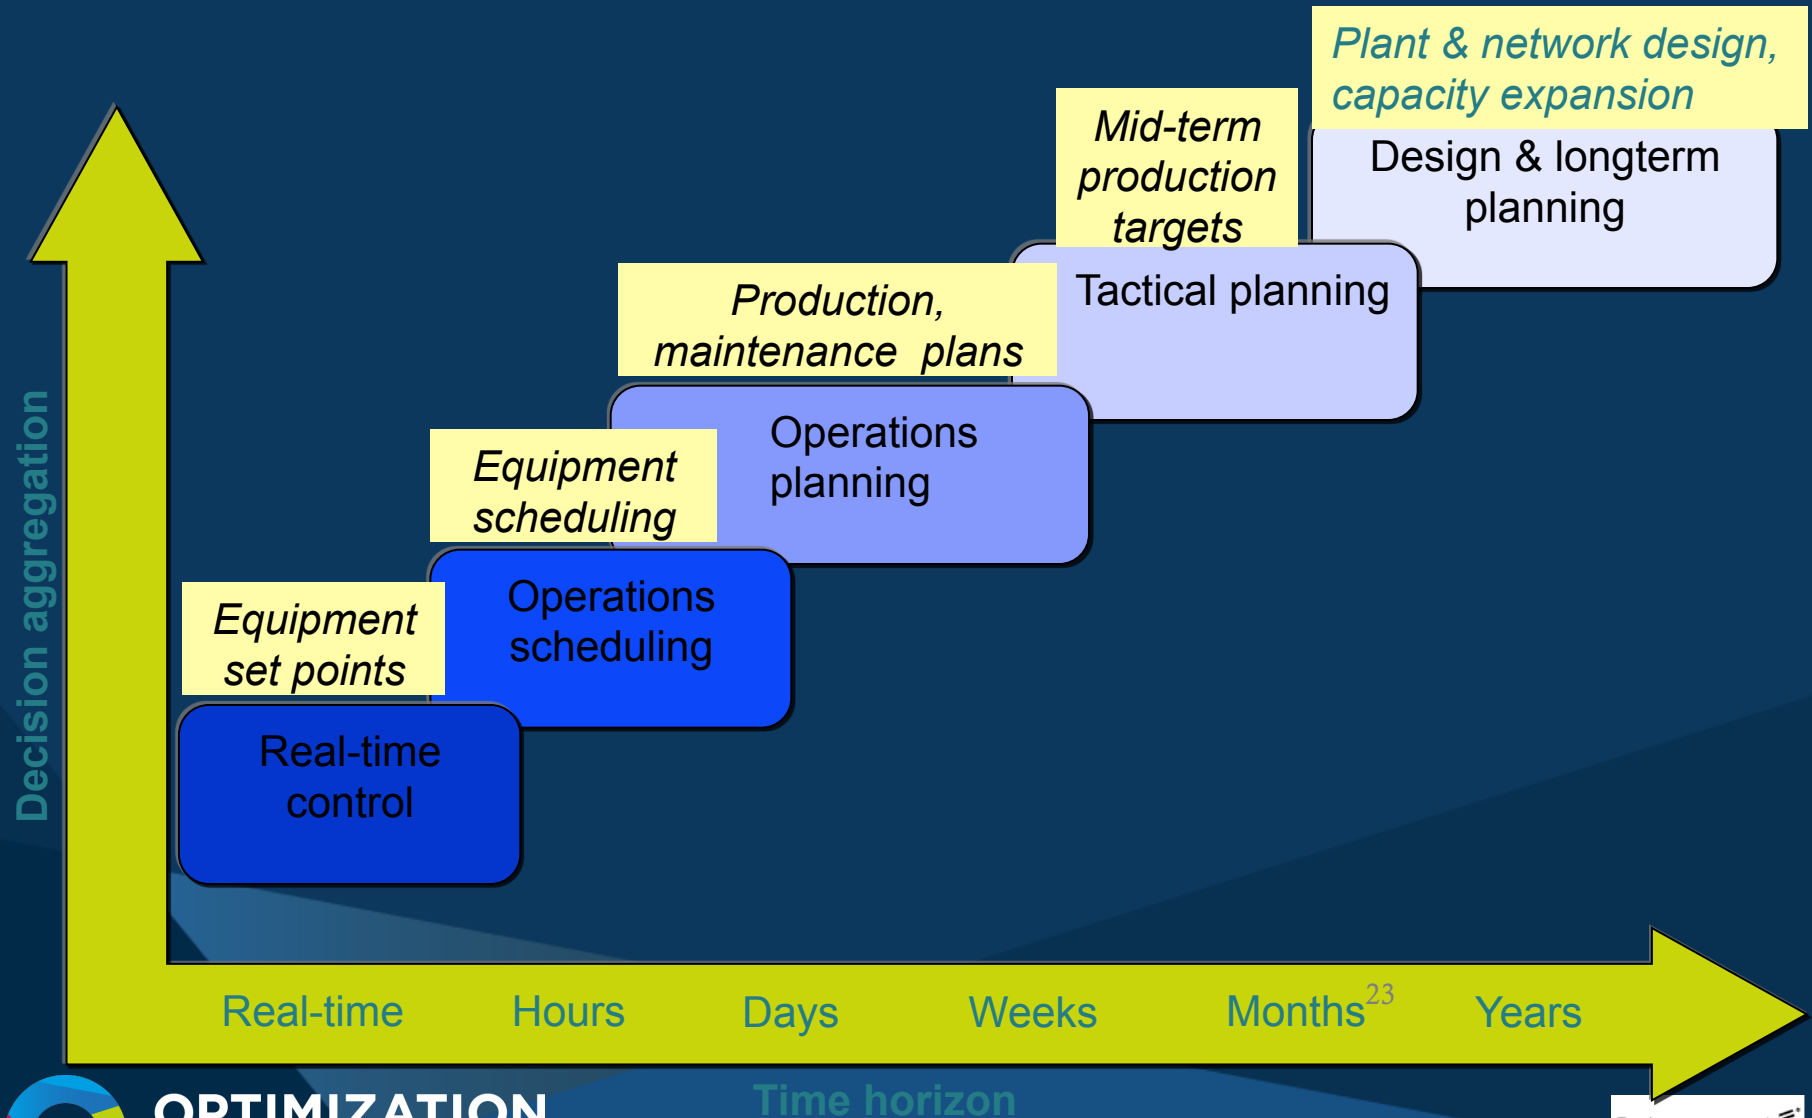 Plant & network design,
capacity expansion
Design & longterm
planning
Mid-term
production
targets
Tactical planning
Production,
maintenance plans
Operations
planning
Equipment
scheduling
Operations
scheduling
Equipment
set points
Real-time
control
Decision aggregation
Real-time Hours Days Weeks Months 23 Years
Time horizon
OPTIMIZATION